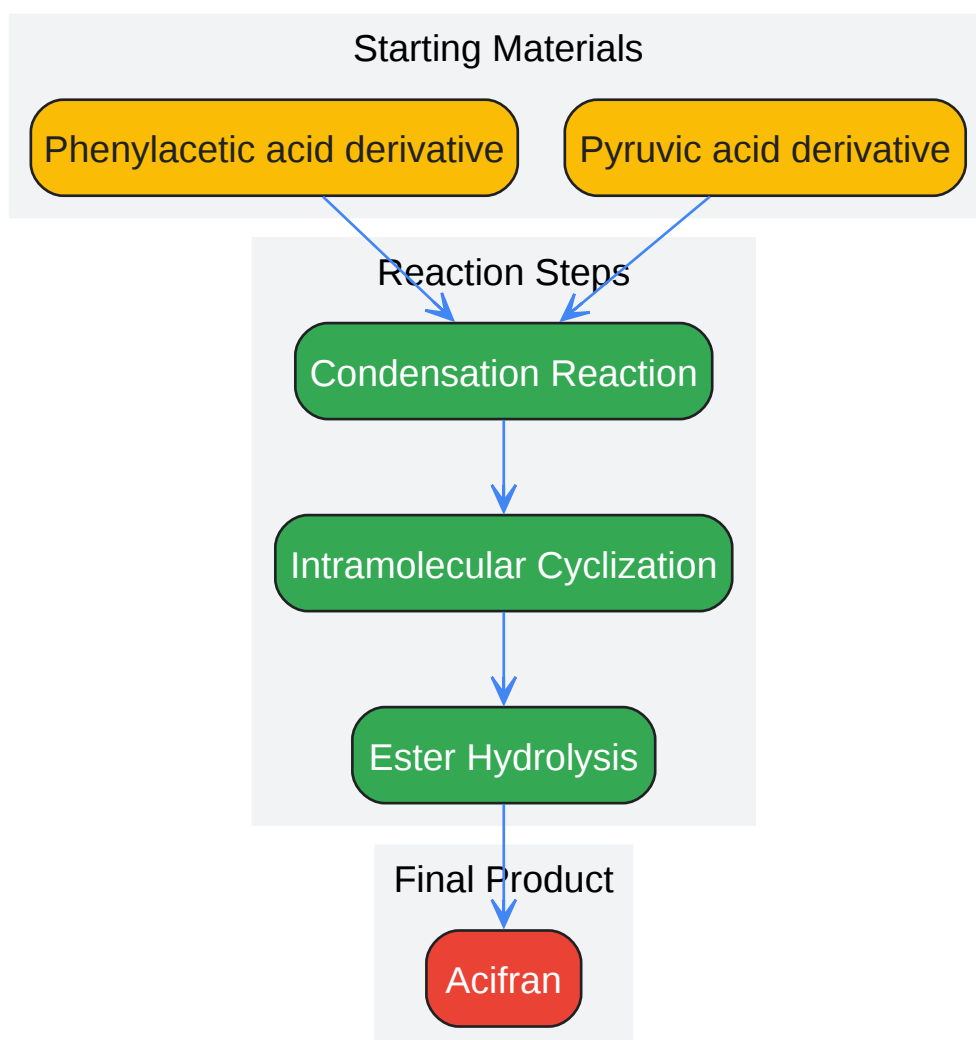 Starting Materials
Phenylacetic acid derivative
Pyruvic acid derivative
Reaction Steps
Condensation Reaction
Intramolecular Cyclization
Ester Hydrolysis
Final Product
Acifran